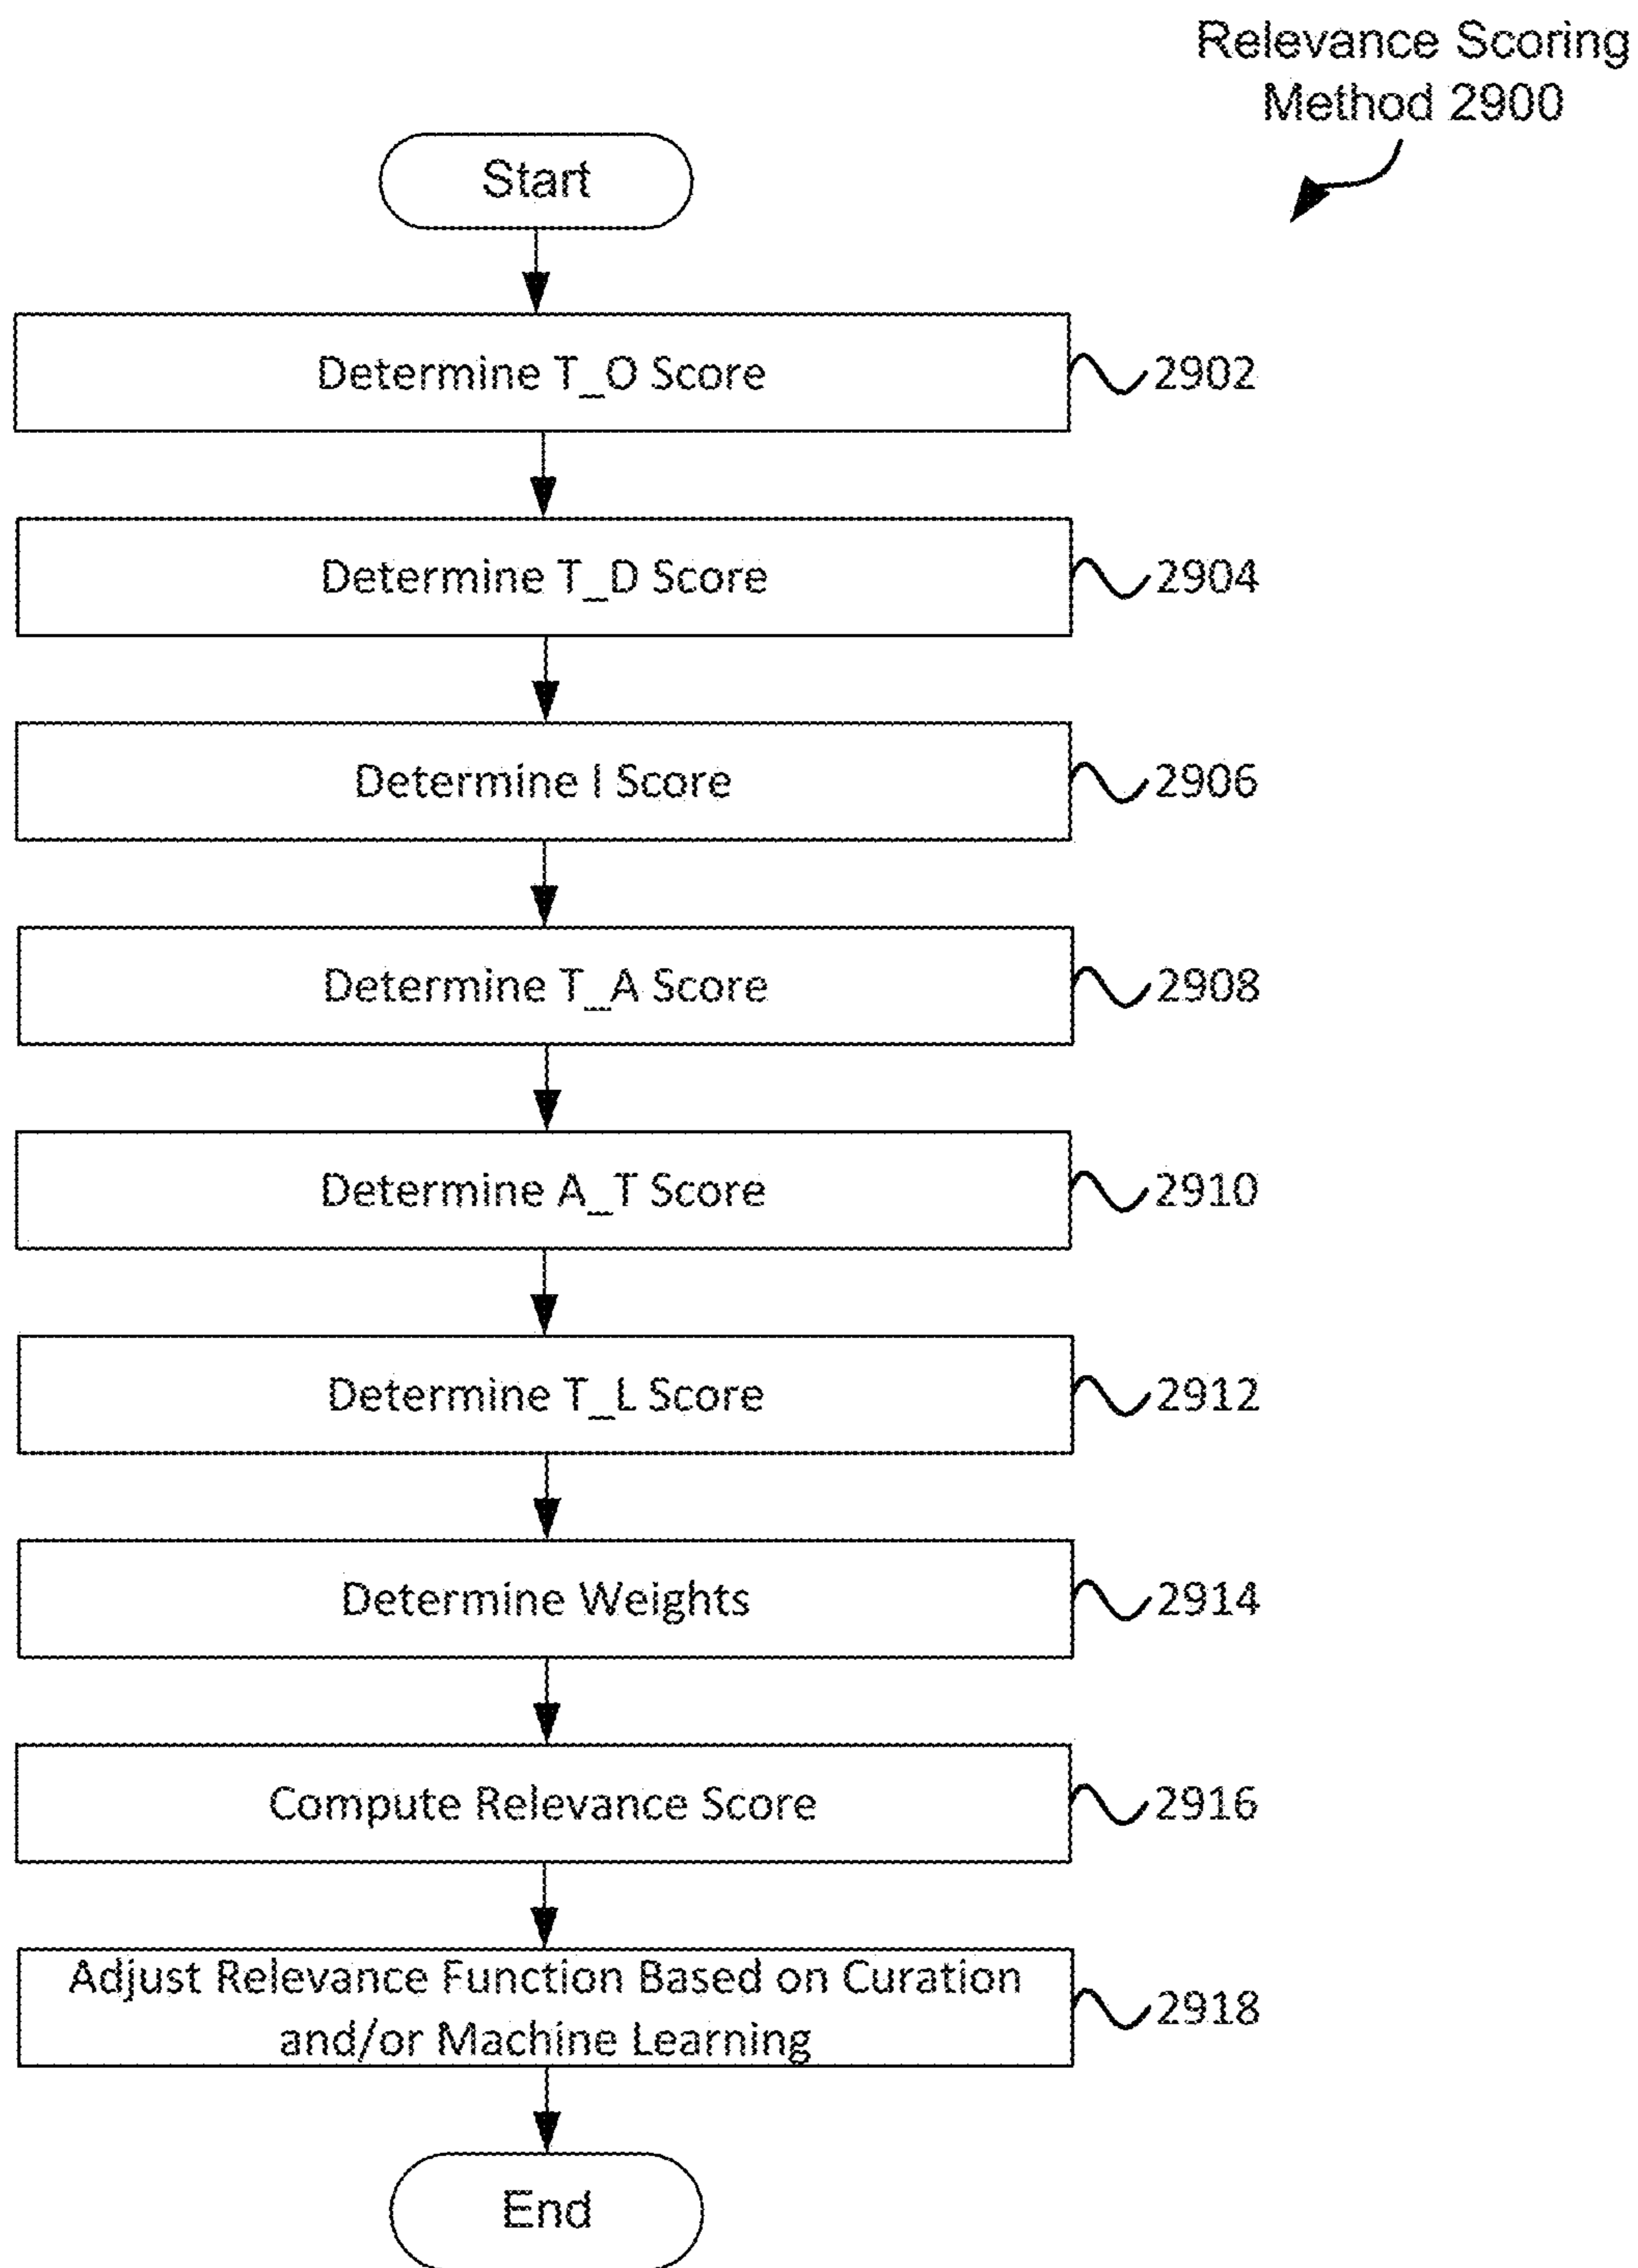 Relevance Scoring
Method 2900
Start
Determine T_O Score
2902
Determine T_D Score
2904
Determine I Score
2906
Determine T_A Score
2908
Determine A_T Score
2910
Determine T_L Score
2912
Determine Weights
2914
Compute Relevance Score
2916
Adjust Relevance Function Based on Curation
and/or Machine Learning
2918
End